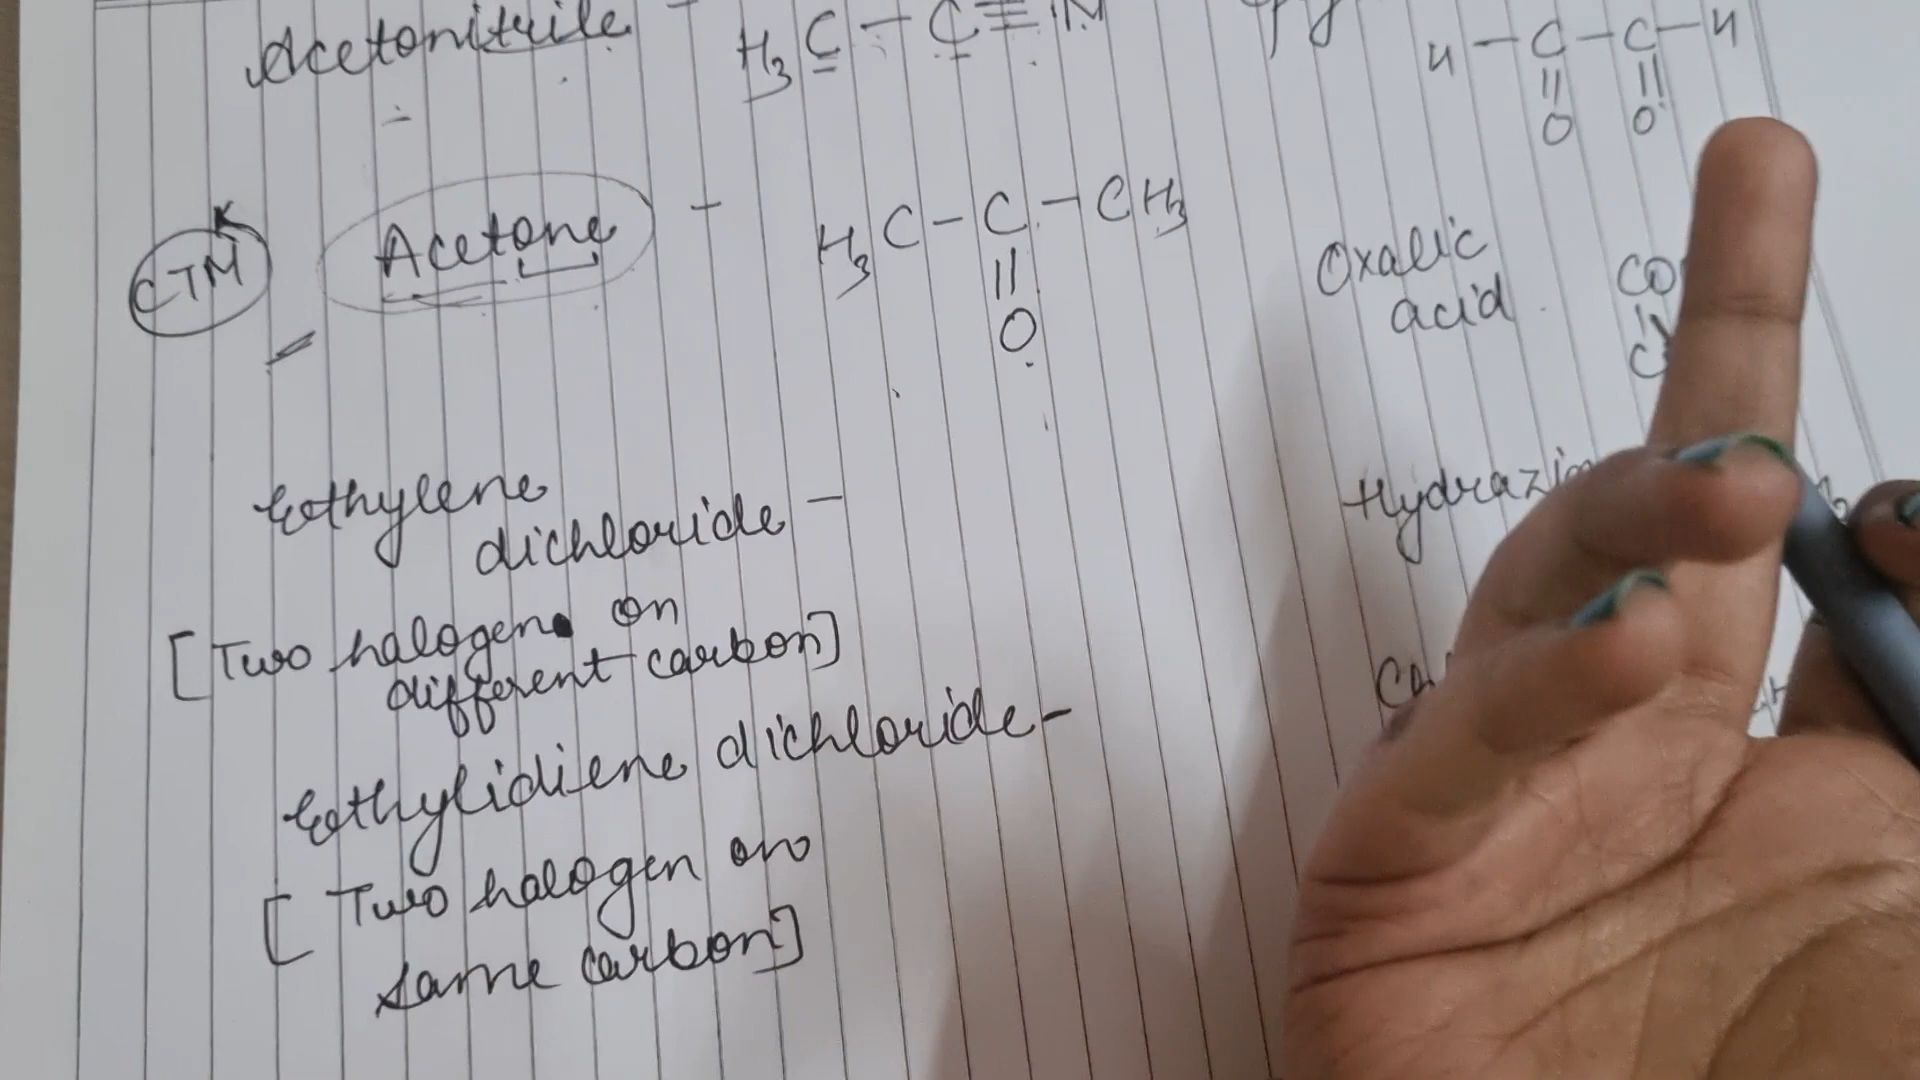 Acetonitrile - H3C - C ≡ N
CTM
Acetone - H3C - C - CH3
||
O
Ethylene
dichloride -
[Two halogen on
different carbon]
Ethylidiene dichloride -
[Two halogen on
same carbon]
H - C - C - H
|| ||
O O
Oxalic
acid